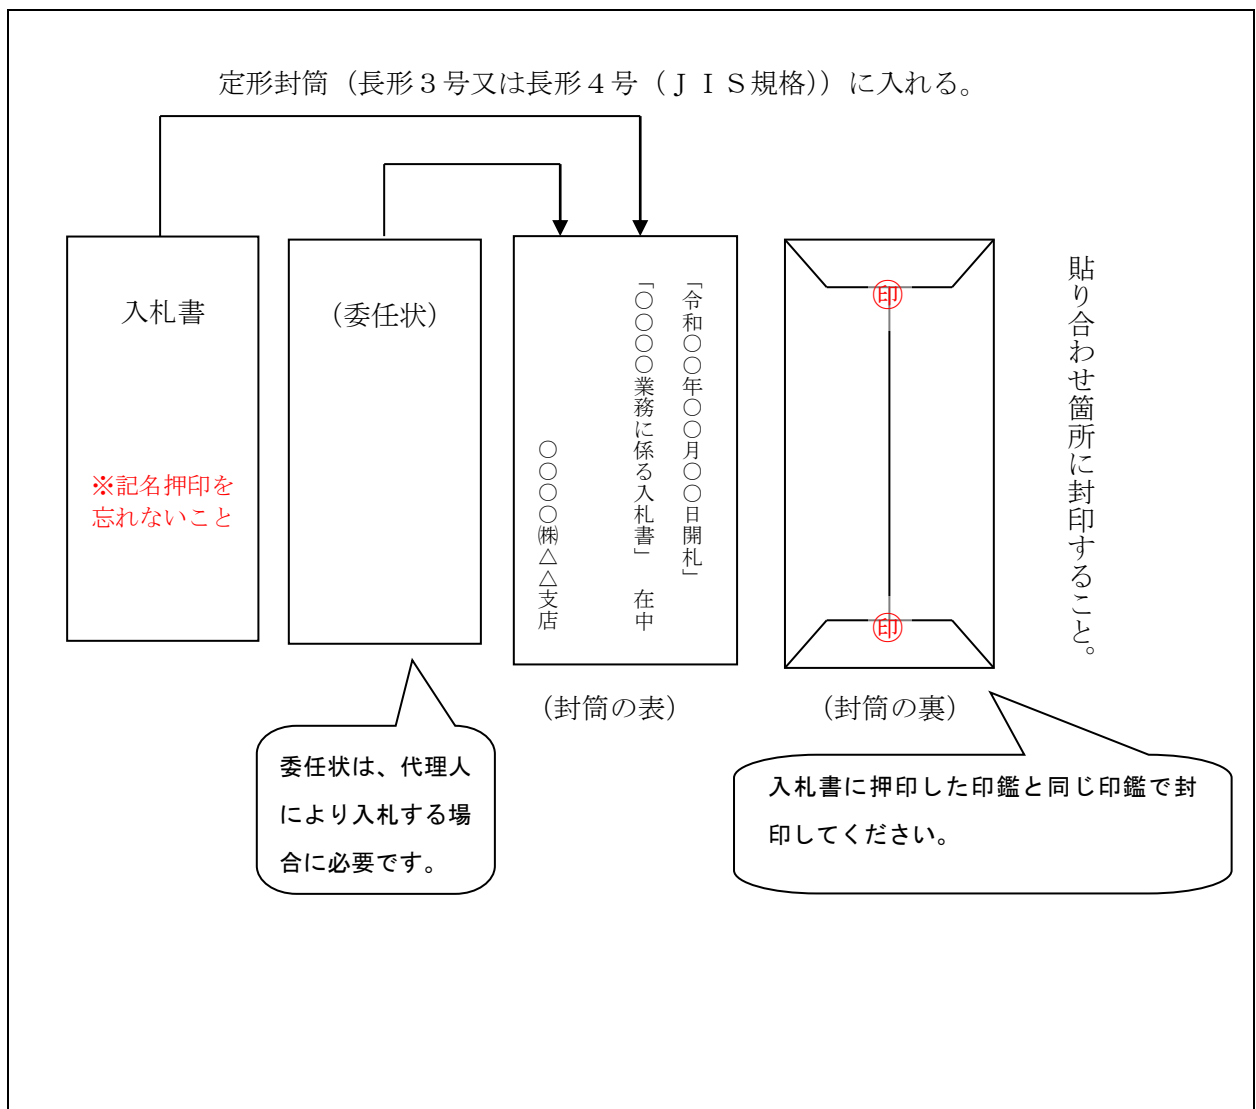 定形封筒（長形３号又は長形４号（ＪＩＳ規格））に入れる。
入札書
※記名押印を
忘れないこと
（委任状）
「令和〇〇年〇〇月〇〇日開札」
「〇〇〇〇業務に係る入札書」　在中
〇〇〇〇㈱△△支店
印
印
貼り合わせ箇所に封印すること。
（封筒の表）
（封筒の裏）
委任状は、代理人
により入札する場
合に必要です。
入札書に押印した印鑑と同じ印鑑で封
印してください。